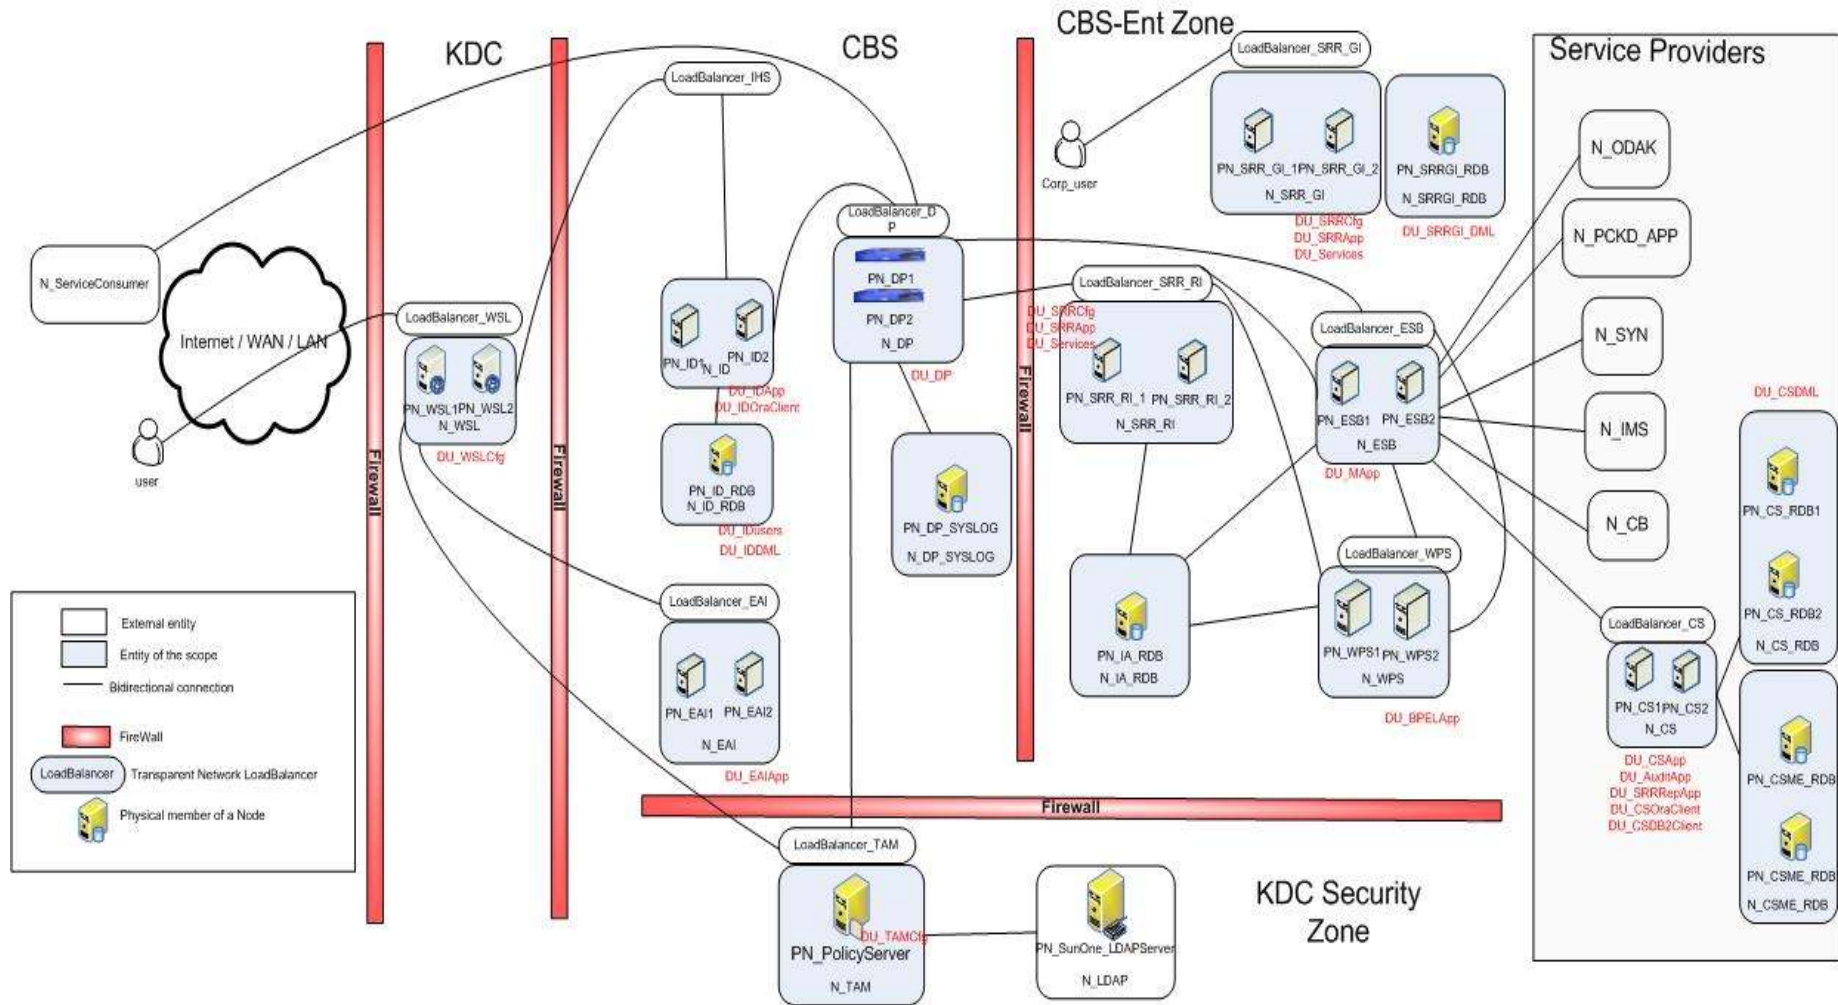 KDC
CBS
CBS-Ent Zone
Service Providers
LoadBalancer_IHS
LoadBalancer_SRR_GI
Corp_user
PN_SRR_GI_1
PN_SRR_GI_2
N_SRR_GI
DU_SRRCfg
DU_SRRApp
DU_Services
PN_SRRGI_RDB
N_SRRGI_RDB
DU_SRRGI_DML
N_ODAK
N_PCKD_APP
N_SYN
N_IMS
N_CB
N_ServiceConsumer
Internet / WAN / LAN
user
LoadBalancer_WSL
PN_WSL1
PN_WSL2
N_WSL
DU_WSLCfg
Firewall
Firewall
PN_ID1
PN_ID2
N_ID
DU_IDApp
DU_IDOraClient
PN_ID_RDB
N_ID_RDB
DU_IDusers
DU_IDDML
LoadBalancer_EAI
PN_EAI1
PN_EAI2
N_EAI
DU_EAIApp
LoadBalancer_D
P
PN_DP1
PN_DP2
N_DP
DU_DP
PN_DP_SYSLOG
N_DP_SYSLOG
Firewall
LoadBalancer_SRR_RI
DU_SRRCfg
DU_SRRApp
DU_Services
PN_SRR_RI_1
PN_SRR_RI_2
N_SRR_RI
LoadBalancer_ESB
PN_ESB1
PN_ESB2
N_ESB
DU_MApp
PN_IA_RDB
N_IA_RDB
LoadBalancer_WPS
PN_WPS1
PN_WPS2
N_WPS
DU_BPELApp
DU_CSDML
PN_CS_RDB1
PN_CS_RDB2
N_CS_RDB
LoadBalancer_CS
PN_CS1
PN_CS2
N_CS
DU_CSApp
DU_AuditApp
DU_SRRRepApp
DU_CSOraClient
DU_CSDB2Client
PN_CSME_RDB
PN_CSME_RDB
N_CSME_RDB
External entity
Entity of the scope
Bidirectional connection
FireWall
LoadBalancer
Transparent Network LoadBalancer
Physical member of a Node
Firewall
LoadBalancer_TAM
DU_TAMCfg
PN_PolicyServer
N_TAM
PN_SunOne_LDAPServer
N_LDAP
KDC Security
Zone